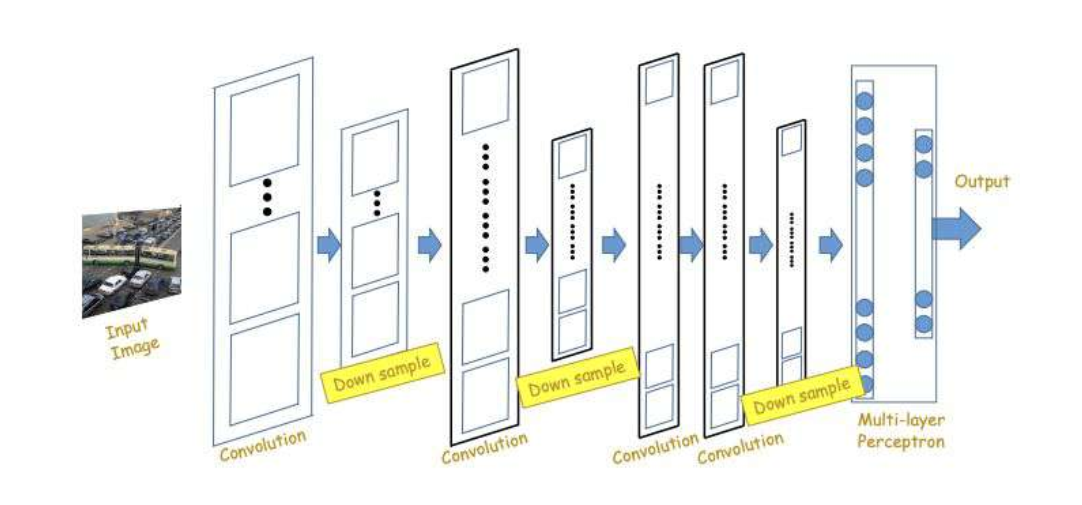 Input
Image
Convolution
Down sample
Convolution
Down sample
Convolution
Convolution
Down sample
Multi-layer
Perceptron
Output